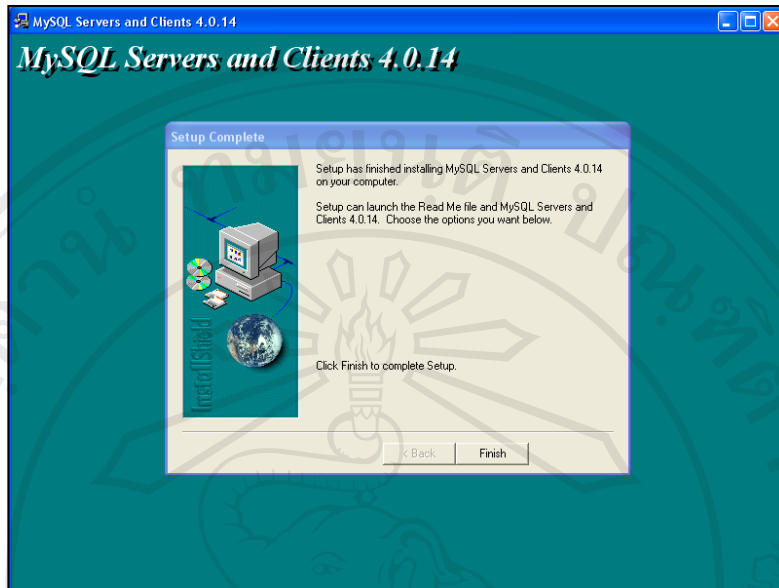 MySQL Servers and Clients 4.0.14
MySQL Servers and Clients 4.0.14
Setup Complete
Setup has finished installing MySQL Servers and Clients 4.0.14
on your computer.
Setup can launch the Read Me file and MySQL Servers and
Clients 4.0.14. Choose the options you want below.
InstallShield
Click Finish to complete Setup.
< Back
Finish